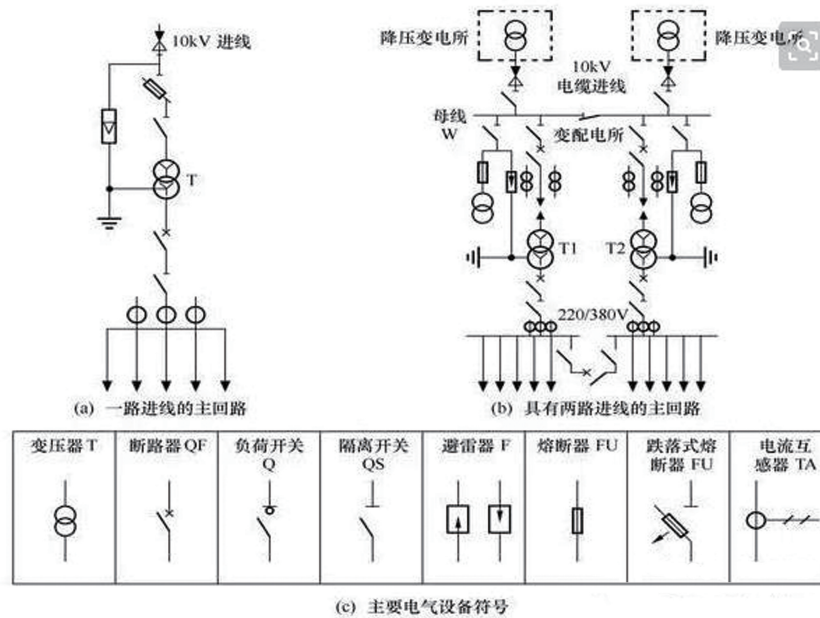 10kV 进线
T
(a) 一路进线的主回路
降压变电所
降压变电所
10kV
电缆进线
母线
W
变配电所
T1
T2
220/380V
(b) 具有两路进线的主回路
变压器 T
断路器 QF
负荷开关
Q
隔离开关
QS
避雷器 F
熔断器 FU
跌落式熔
断器 FU
电流互
感器 TA
(c) 主要电气设备符号